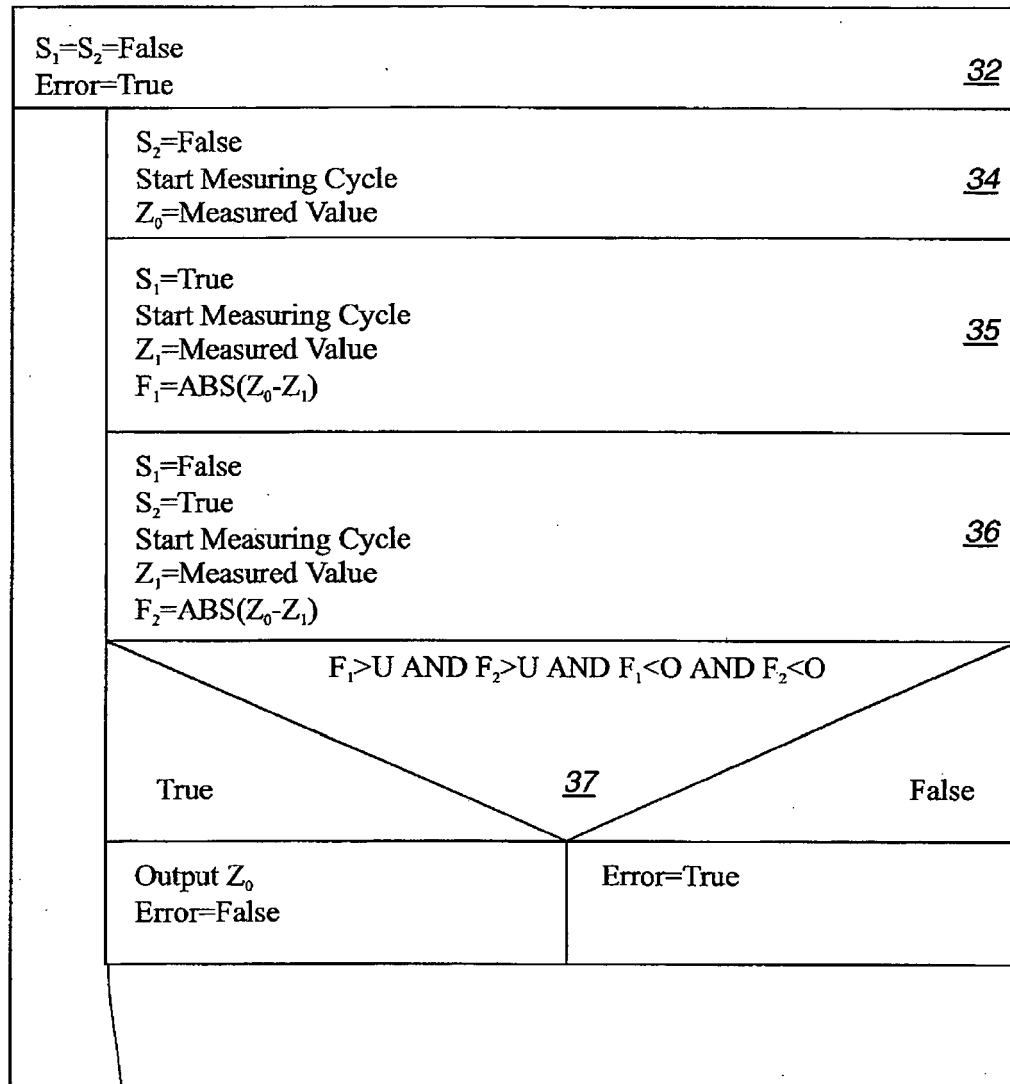 S₁=S₂=False
Error=True
32
S₂=False
Start Mesuring Cycle
Z₀=Measured Value
34
S₁=True
Start Measuring Cycle
Z₁=Measured Value
F₁=ABS(Z₀-Z₁)
35
S₁=False
S₂=True
Start Measuring Cycle
Z₁=Measured Value
F₂=ABS(Z₀-Z₁)
36
F₁>U AND F₂>U AND F₁<O AND F₂<O
True
37
False
Output Z₀
Error=False
Error=True